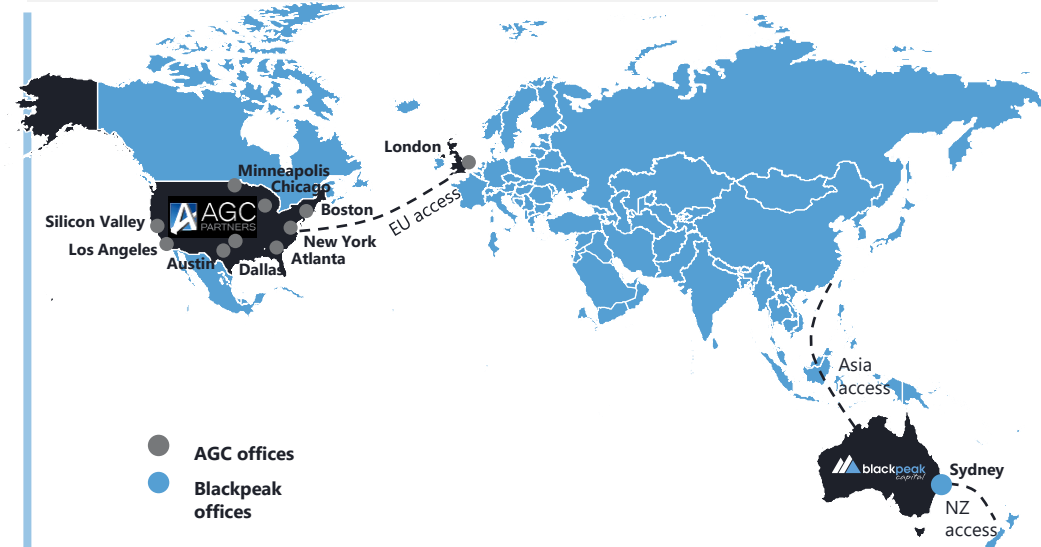 London
Minneapolis
Chicago
AGC
PARTNERS
Boston
EU access
Silicon Valley
New York
Los Angeles
Atlanta
Austin
Dallas
Asia
access
AGC offices
blackpeak
capital
Sydney
Blackpeak
offices
NZ
access